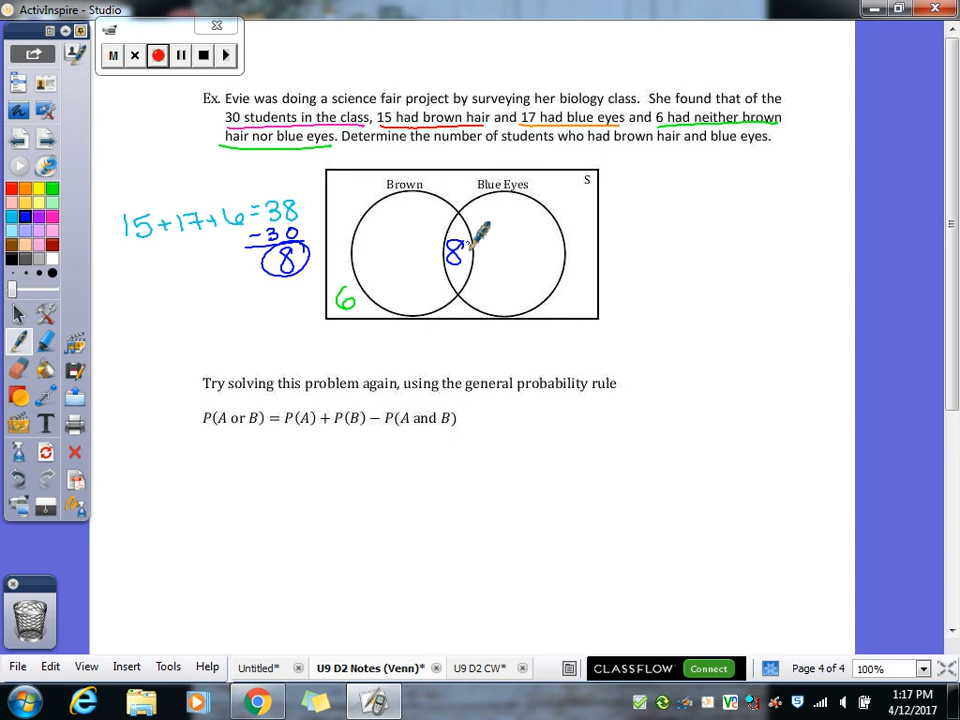 ActivInspire - Studio
M
Ex. Evie was doing a science fair project by surveying her biology class. She found that of the
30 students in the class, 15 had brown hair and 17 had blue eyes and 6 had neither brown
hair nor blue eyes. Determine the number of students who had brown hair and blue eyes.
Brown
Blue Eyes
S
15+17+6=38
-30
8
8
6
Try solving this problem again, using the general probability rule
P(A or B) = P(A) + P(B) − P(A and B)
File Edit View Insert Tools Help
Untitled*
U9 D2 Notes (Venn)*
U9 D2 CW*
CLASSFLOW Connect
Page 4 of 4
100%
1:17 PM
4/12/2017